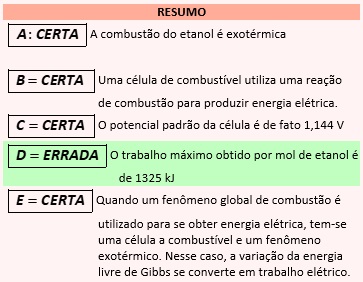 RESUMO
A: CERTA A combustão do etanol é exotérmica
B = CERTA Uma célula de combustível utiliza uma reação
de combustão para produzir energia elétrica.
C = CERTA O potencial padrão da célula é de fato 1,144 V
D = ERRADA O trabalho máximo obtido por mol de etanol é
de 1325 kJ
E = CERTA Quando um fenômeno global de combustão é
utilizado para se obter energia elétrica, tem-se
uma célula a combustível e um fenômeno
exotérmico. Nesse caso, a variação da energia
livre de Gibbs se converte em trabalho elétrico.